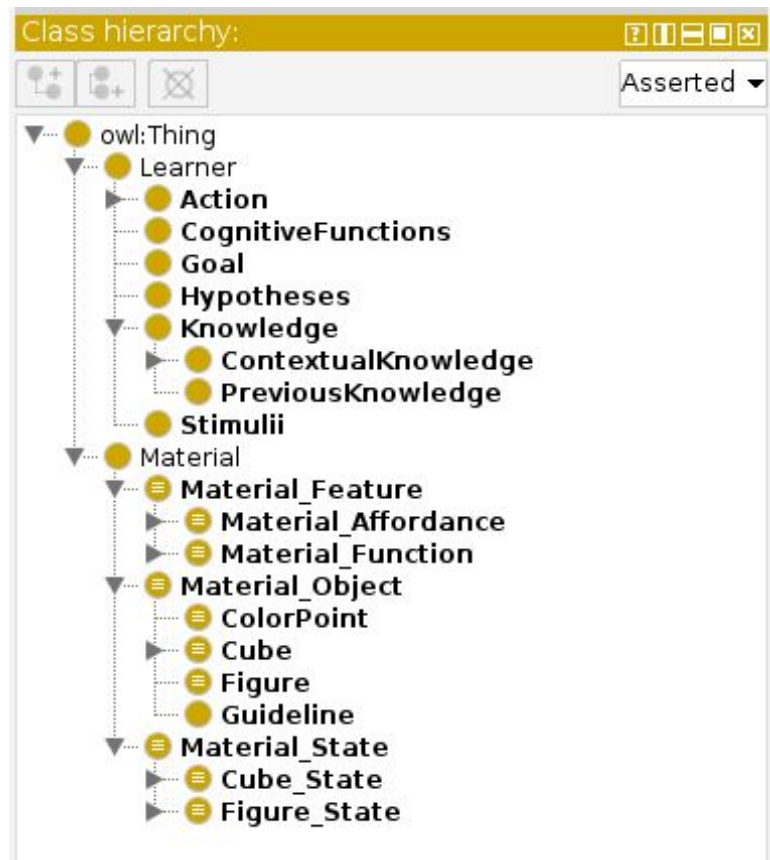 Class hierarchy:
Asserted
owl:Thing
Learner
Action
CognitiveFunctions
Goal
Hypotheses
Knowledge
ContextualKnowledge
PreviousKnowledge
Stimulii
Material
Material_Feature
Material_Affordance
Material_Function
Material_Object
ColorPoint
Cube
Figure
Guideline
Material_State
Cube_State
Figure_State